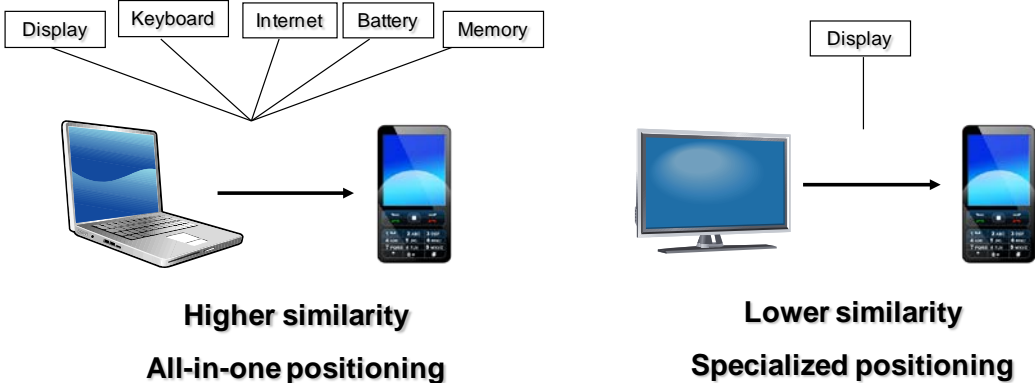 Display
Keyboard
Internet
Battery
Memory
Higher similarity
All-in-one positioning
Display
Lower similarity
Specialized positioning